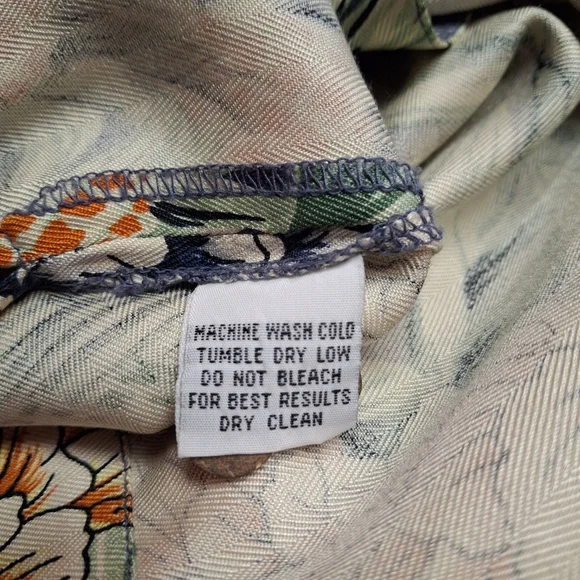 MACHINE WASH COLD
TUMBLE DRY LOW
DO NOT BLEACH
FOR BEST RESULTS
DRY CLEAN